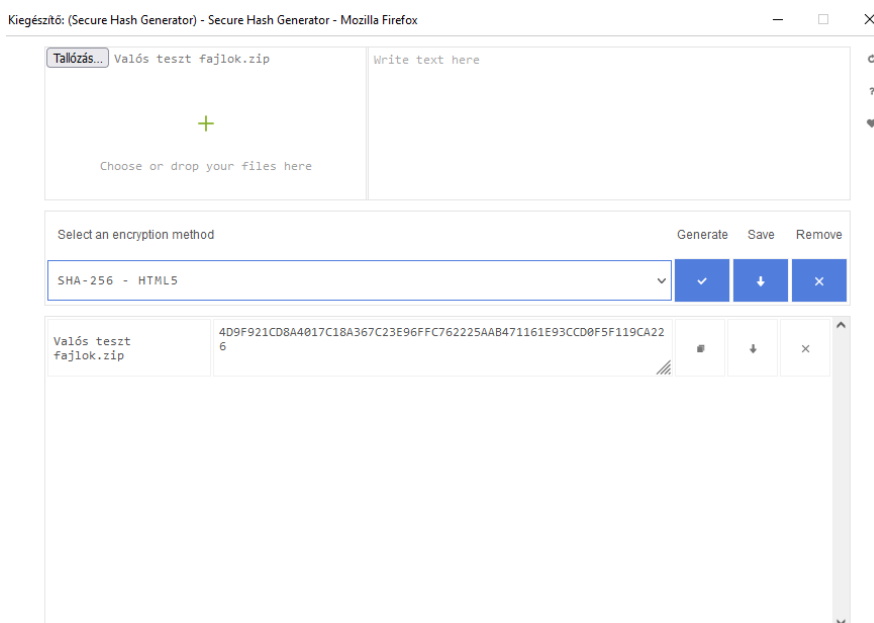 Kiegészítő: (Secure Hash Generator) - Secure Hash Generator - Mozilla Firefox
Tallózás... Valós teszt fajlok.zip
Write text here
Choose or drop your files here
Select an encryption method
Generate Save Remove
SHA-256 - HTML5
Valós teszt
fajlok.zip
4D9F921CD8A4017C18A367C23E96FFC762225AAB471161E93CCD0F5F119CA22
6